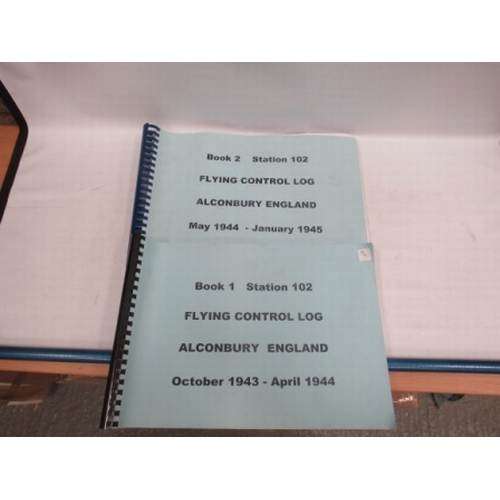 Book 2 Station 102
FLYING CONTROL LOG
ALCONBURY ENGLAND
May 1944 - January 1945
Book 1 Station 102
FLYING CONTROL LOG
ALCONBURY ENGLAND
October 1943 - April 1944